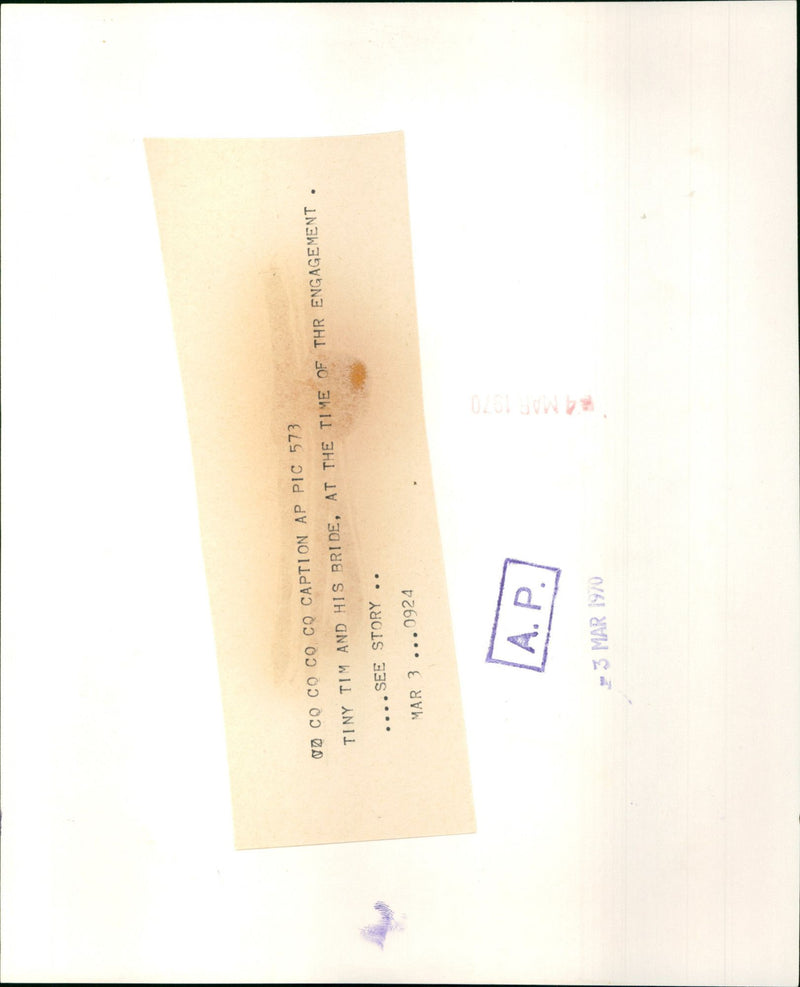 CQ CQ CQ CQ CAPTION AP PIC 573
TINY TIM AND HIS BRIDE, AT THE TIME OF THR ENGAGEMENT .
....SEE STORY ..
MAR 3 ...0924
A.P.
3 MAR 1970
4 MAR 1970